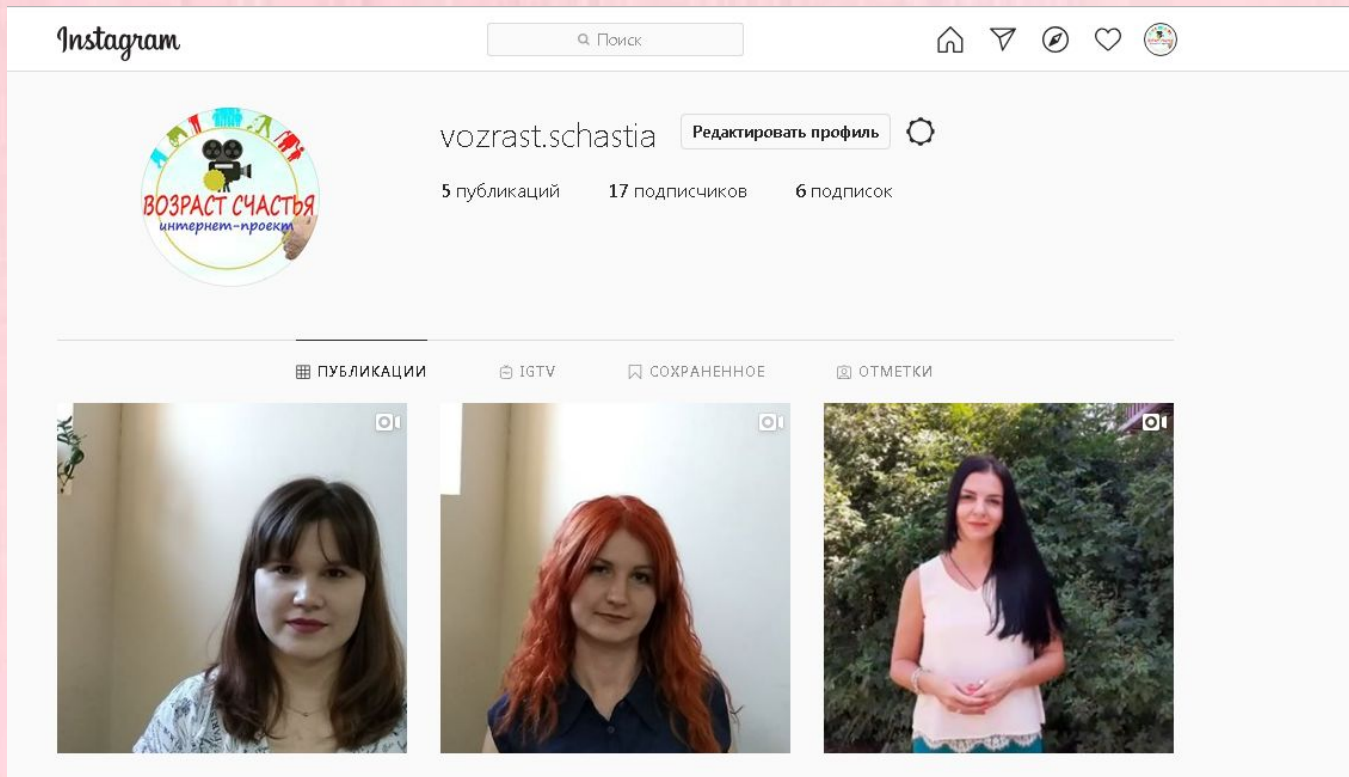 Instagram
Поиск
ВОЗРАСТ СЧАСТЬЯ
интернет-проект
vozrast.schastia
Редактировать профиль
5 публикаций 17 подписчиков 6 подписок
ПУБЛИКАЦИИ IGTV СОХРАНЕННОЕ ОТМЕТКИ